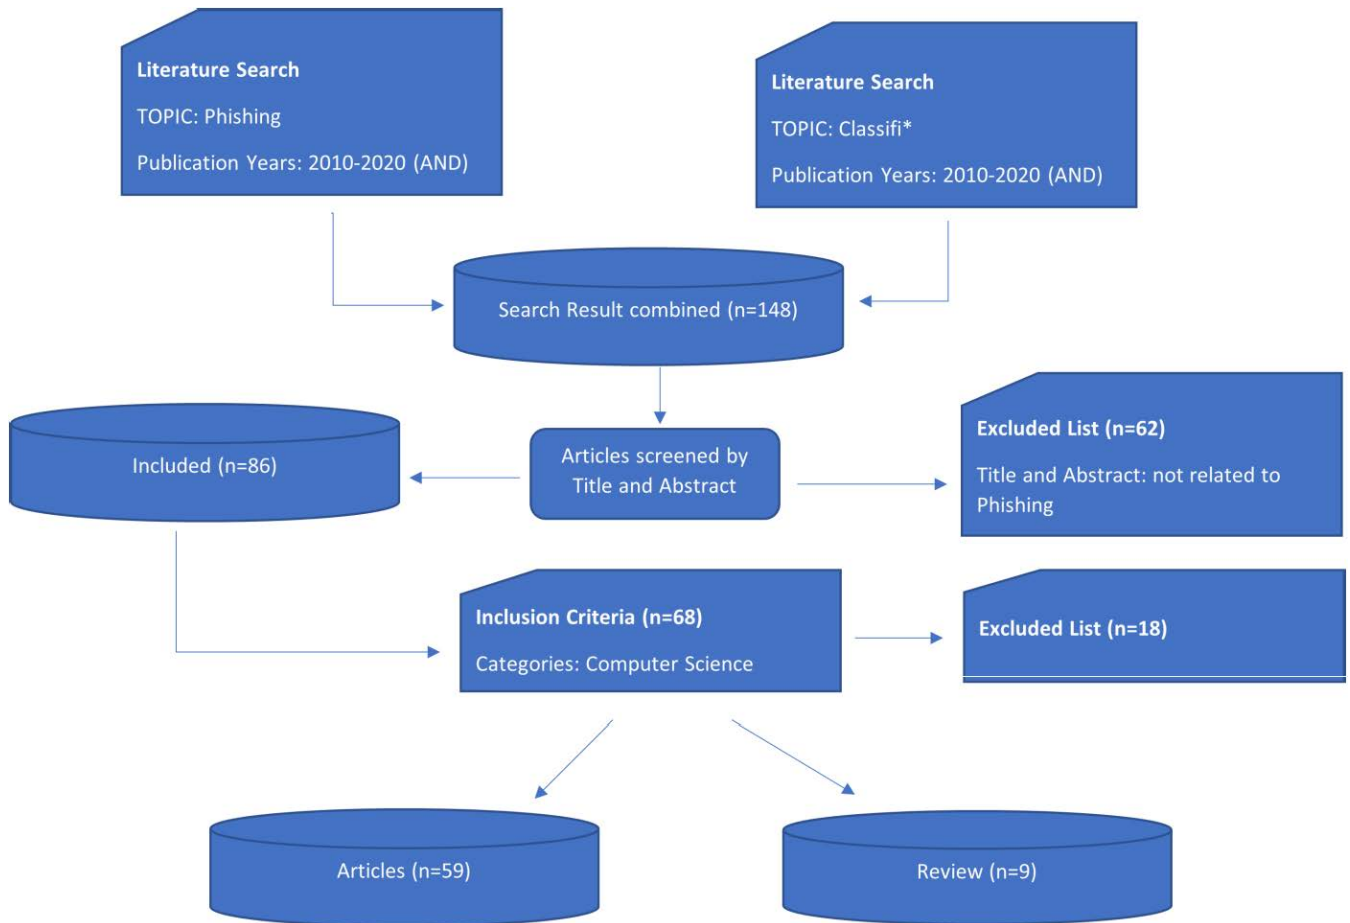 Literature Search
TOPIC: Phishing
Publication Years: 2010-2020 (AND)
Literature Search
TOPIC: Classifi*
Publication Years: 2010-2020 (AND)
Search Result combined (n=148)
Included (n=86)
Articles screened by
Title and Abstract
Excluded List (n=62)
Title and Abstract: not related to
Phishing
Inclusion Criteria (n=68)
Categories: Computer Science
Excluded List (n=18)
Articles (n=59)
Review (n=9)